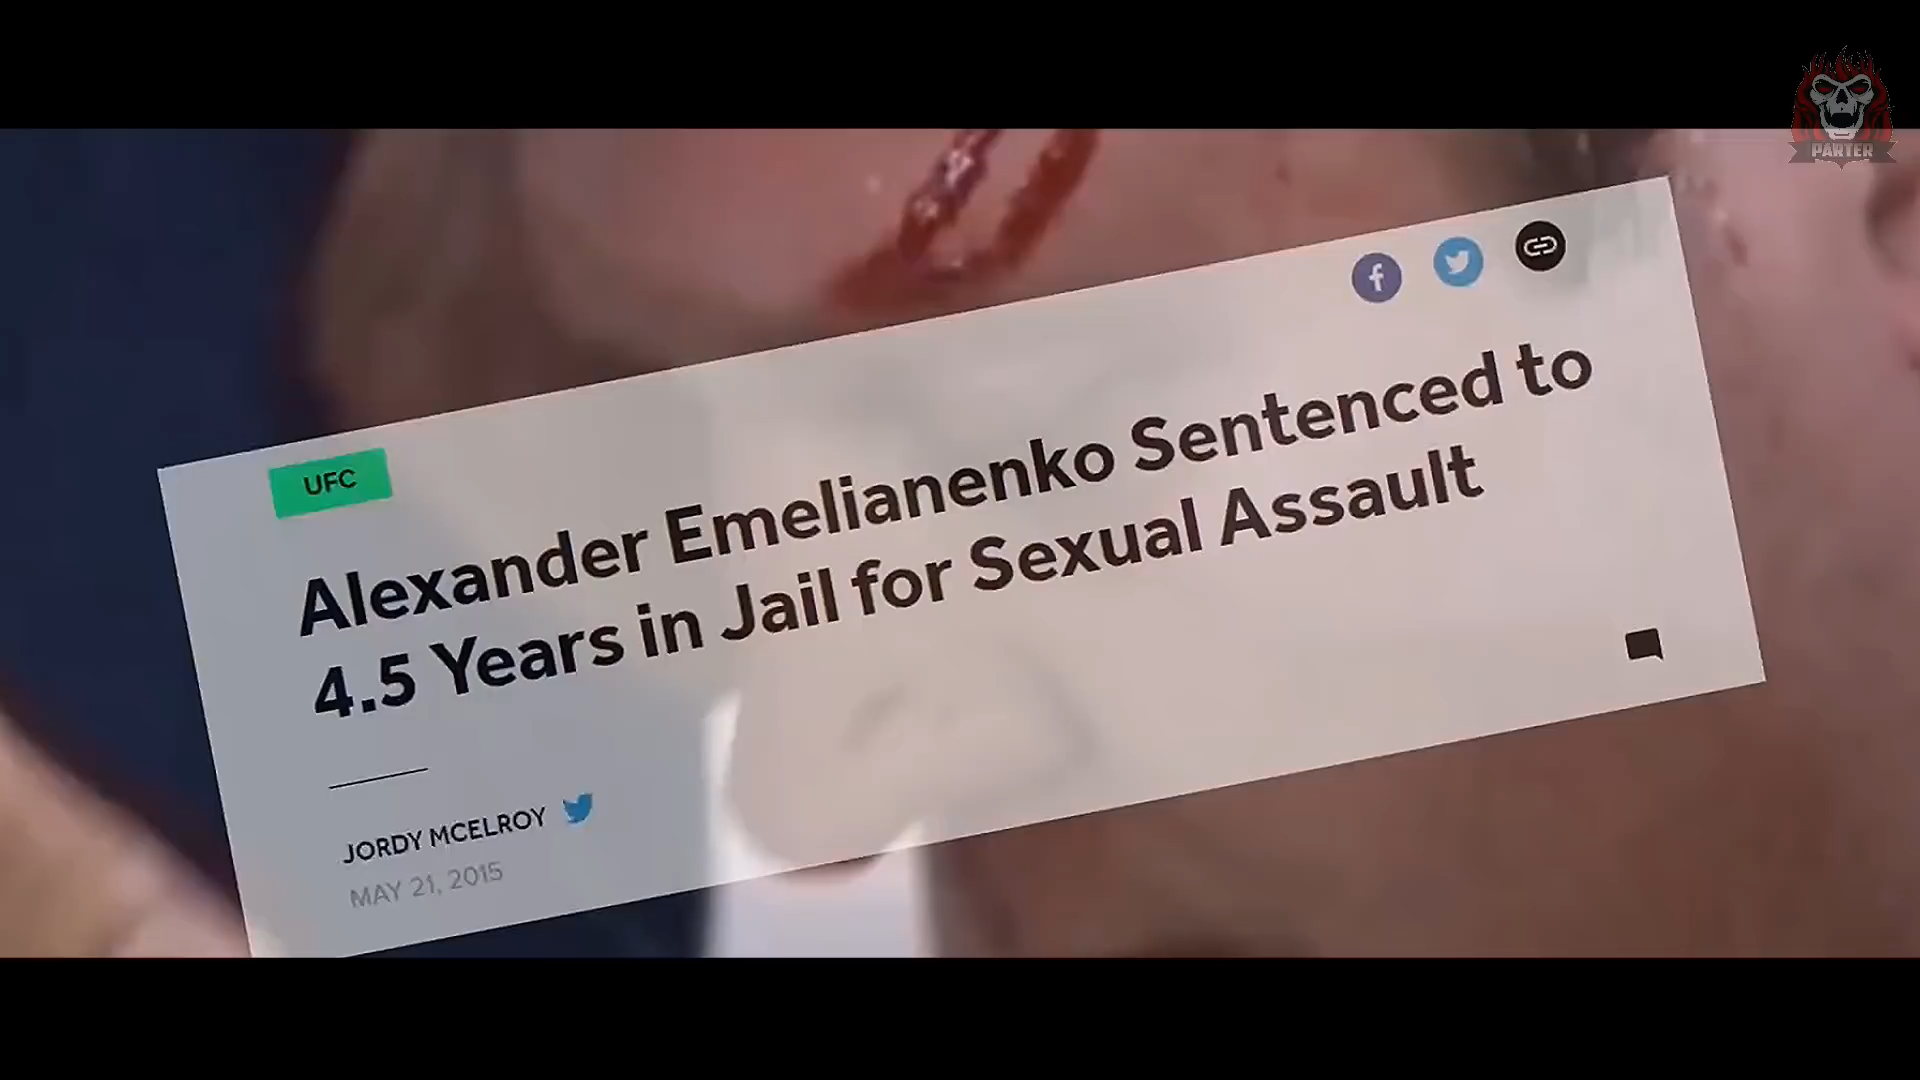 PARTER
UFC
Alexander Emelianenko Sentenced to
4.5 Years in Jail for Sexual Assault
JORDY MCELROY
MAY 21, 2015